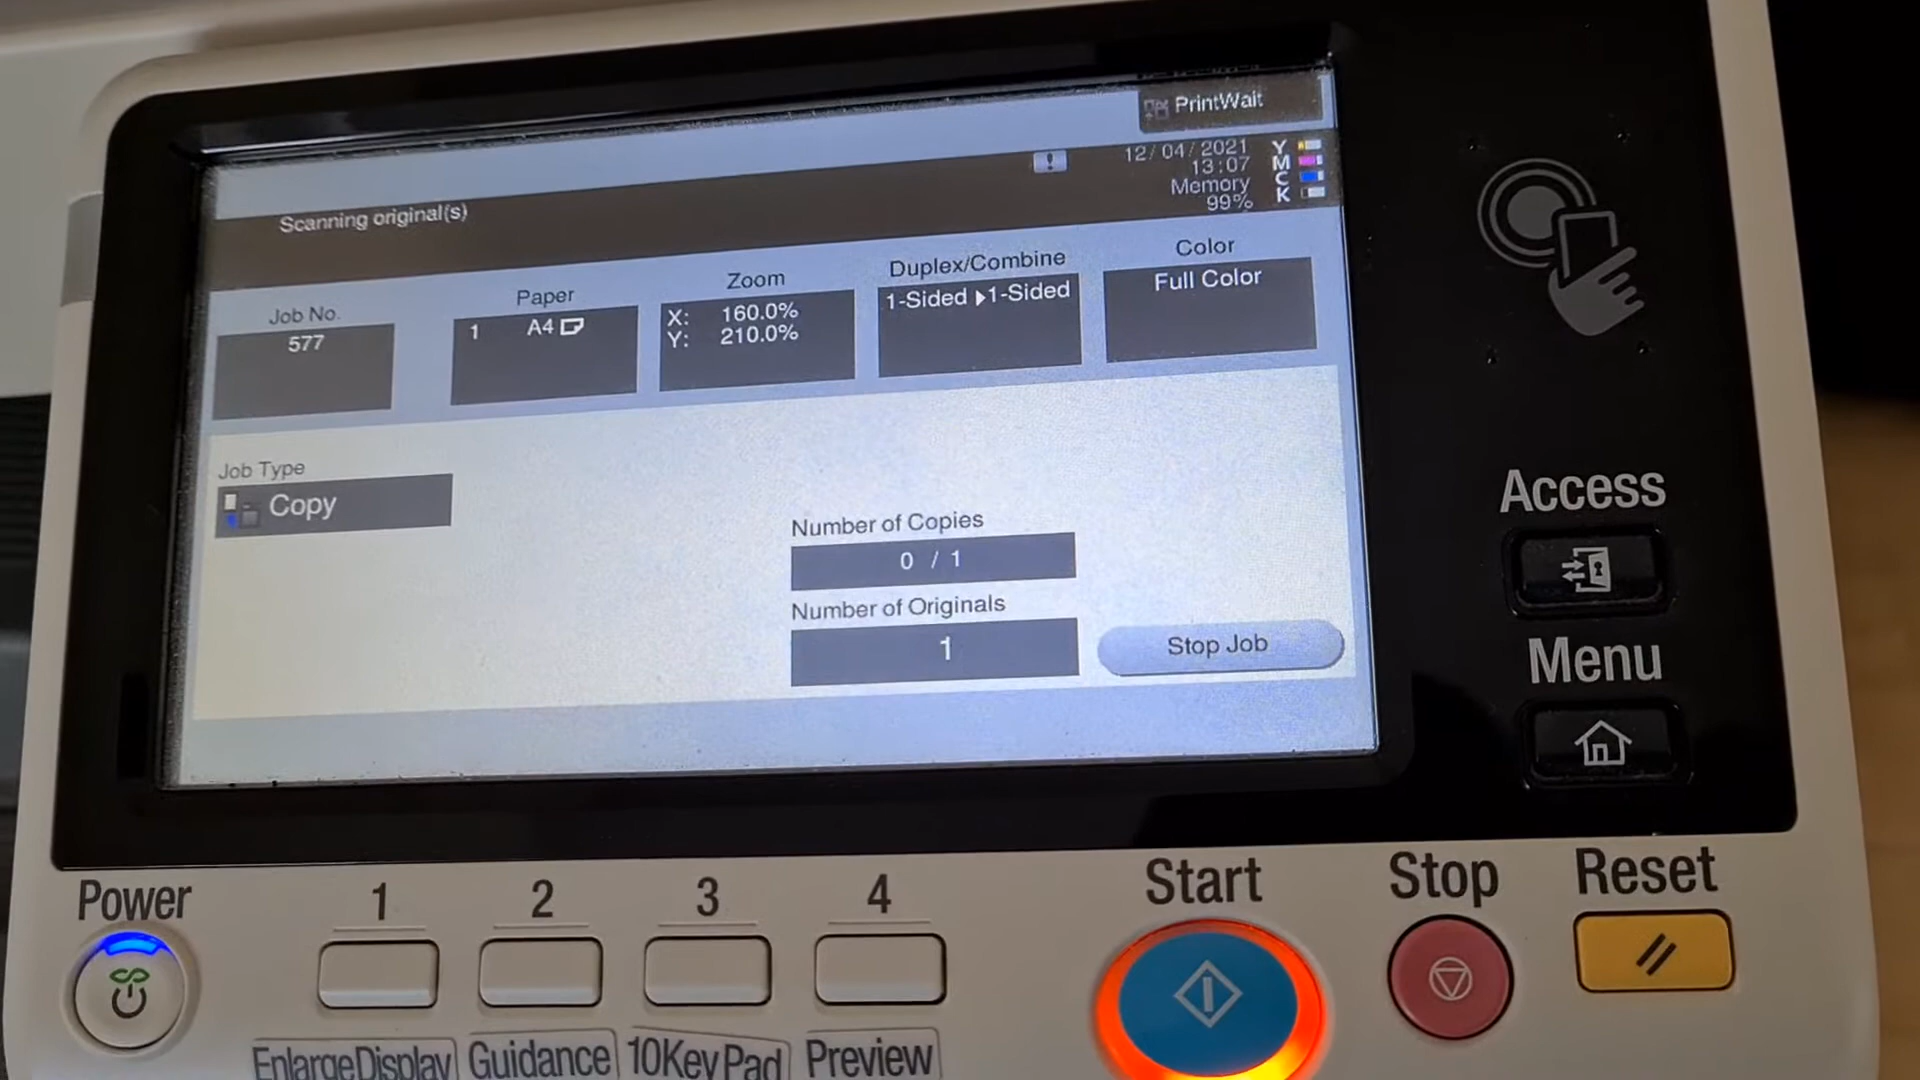 PrintWait
12/04/2021
13:07
Memory
99%
Y
M
C
K
Scanning original(s)
Job No.
577
Paper
1 A4
Zoom
X: 160.0%
Y: 210.0%
Duplex/Combine
1-Sided ▶1-Sided
Color
Full Color
Job Type
Copy
Number of Copies
0 / 1
Number of Originals
1
Stop Job
Access
Menu
Power
1
2
3
4
Start
Stop
Reset
EnlargeDisplay
Guidance
10KeyPad
Preview